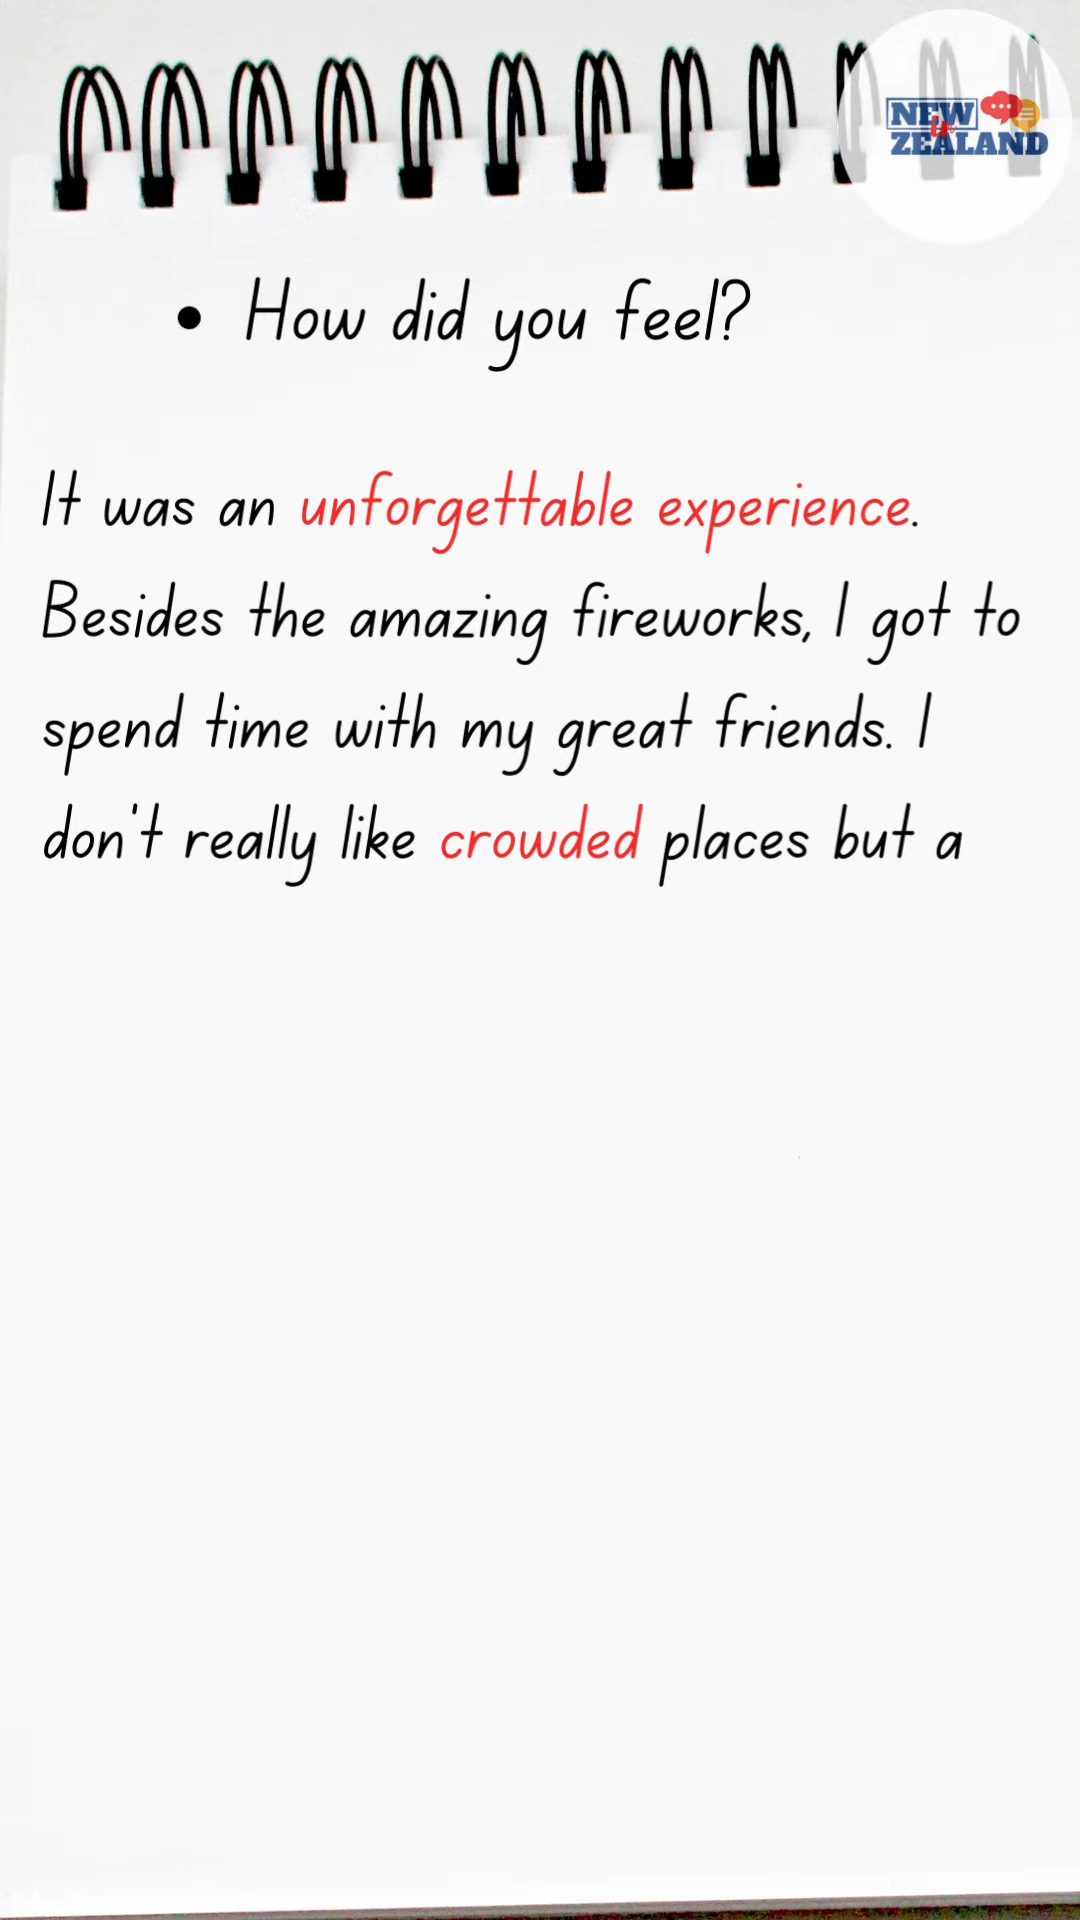 NEW
in
ZEALAND
• How did you feel?
It was an unforgettable experience.
Besides the amazing fireworks, I got to
spend time with my great friends. I
don't really like crowded places but a